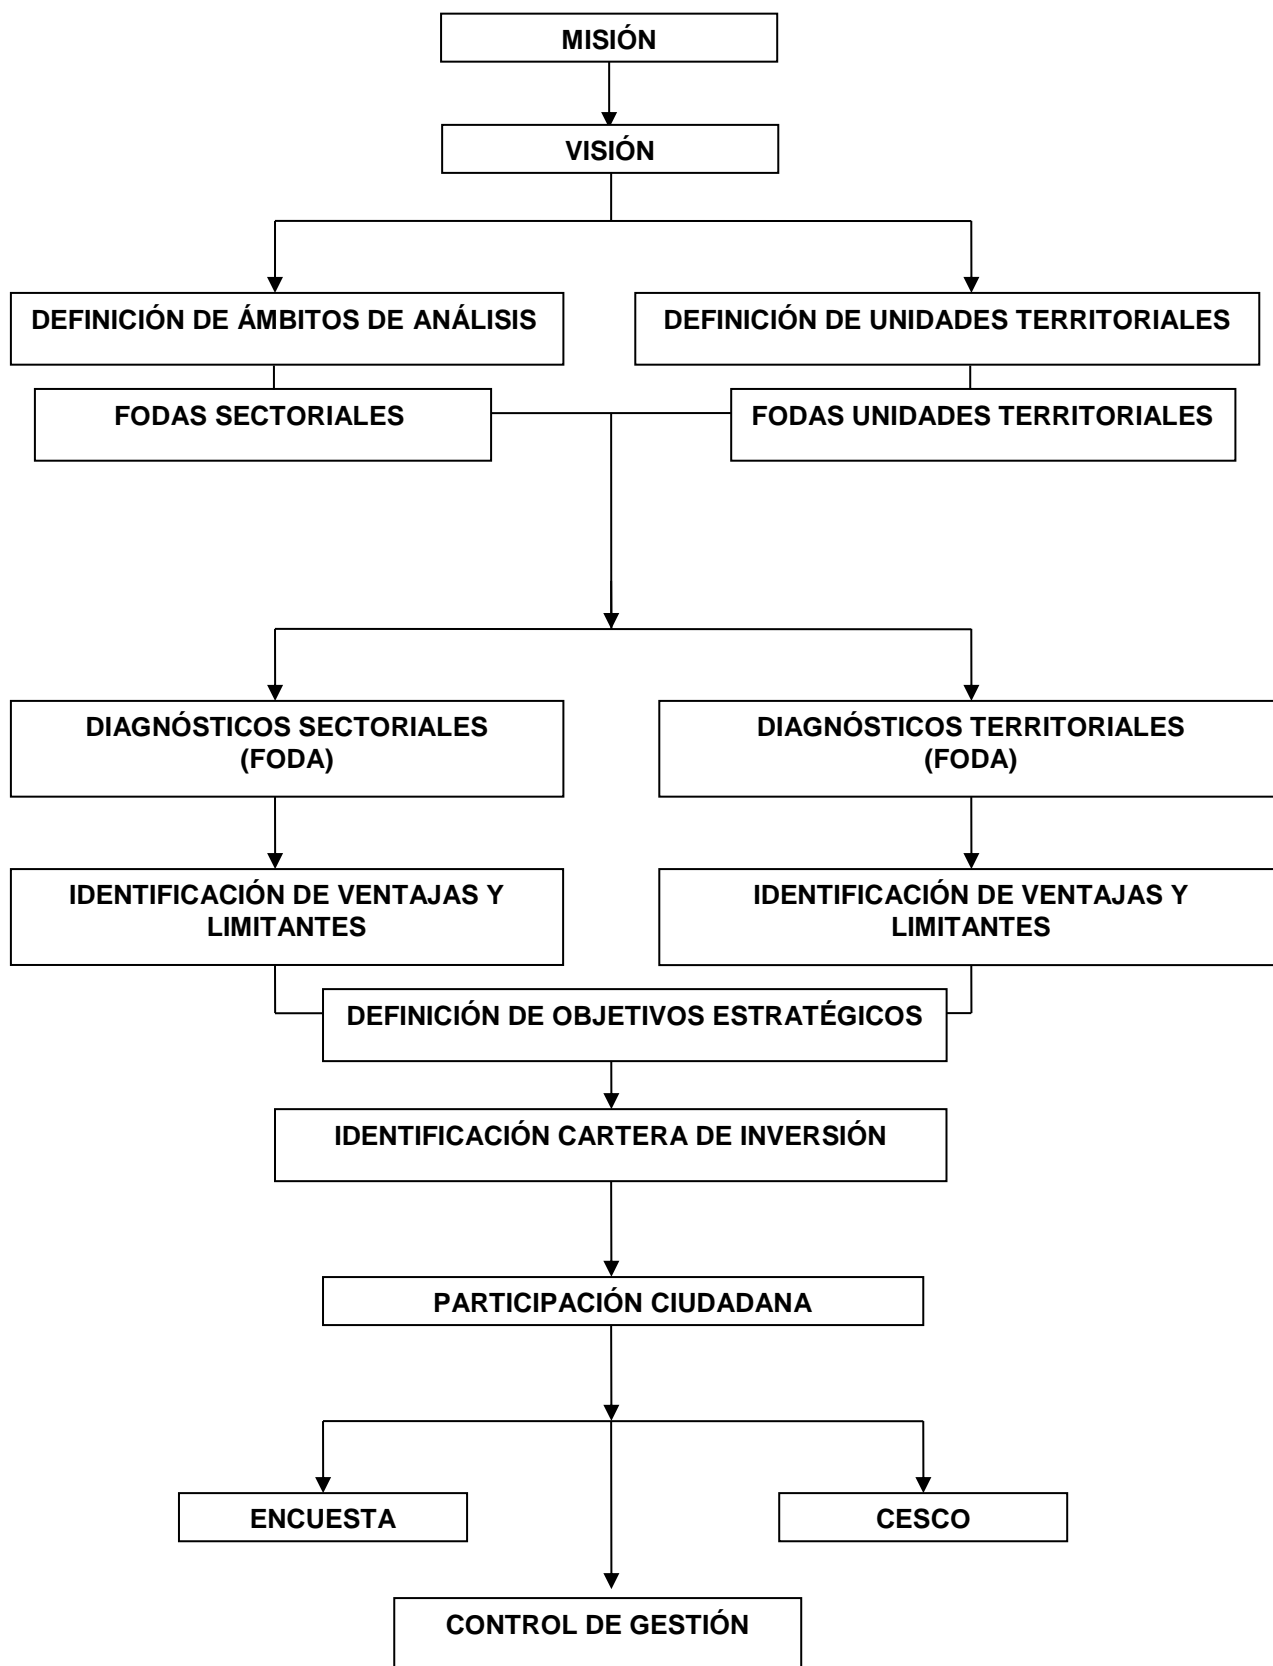 MISIÓN
VISIÓN
DEFINICIÓN DE ÁMBITOS DE ANÁLISIS
DEFINICIÓN DE UNIDADES TERRITORIALES
FODAS SECTORIALES
FODAS UNIDADES TERRITORIALES
DIAGNÓSTICOS SECTORIALES
(FODA)
DIAGNÓSTICOS TERRITORIALES
(FODA)
IDENTIFICACIÓN DE VENTAJAS Y
LIMITANTES
IDENTIFICACIÓN DE VENTAJAS Y
LIMITANTES
DEFINICIÓN DE OBJETIVOS ESTRATÉGICOS
IDENTIFICACIÓN CARTERA DE INVERSIÓN
PARTICIPACIÓN CIUDADANA
ENCUESTA
CESCO
CONTROL DE GESTIÓN